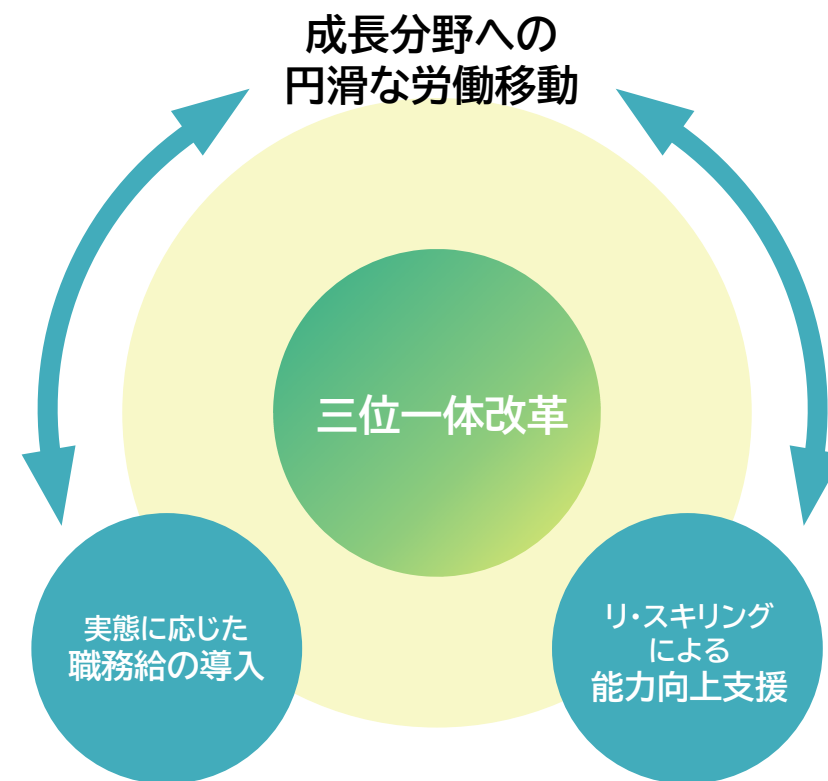 成長分野への
円滑な労働移動
三位一体改革
実態に応じた
職務給の導入
リ・スキリング
による
能力向上支援